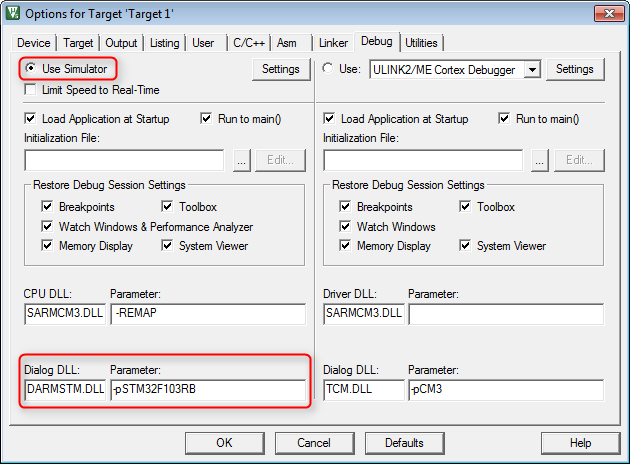 Options for Target 'Target 1'
Device Target Output Listing User C/C++ Asm Linker Debug Utilities
Use Simulator Settings Use: ULINK2/ME Cortex Debugger Settings
Limit Speed to Real-Time
Load Application at Startup Run to main() Load Application at Startup Run to main()
Initialization File: Initialization File:
... Edit... ... Edit...
Restore Debug Session Settings Restore Debug Session Settings
Breakpoints Toolbox Breakpoints Toolbox
Watch Windows & Performance Analyzer Watch Windows
Memory Display System Viewer Memory Display System Viewer
CPU DLL: Parameter: Driver DLL: Parameter:
SARMCM3.DLL -REMAP SARMCM3.DLL
Dialog DLL: Parameter: Dialog DLL: Parameter:
DARMSTM.DLL -pSTM32F103RB TCM.DLL -pCM3
OK Cancel Defaults Help